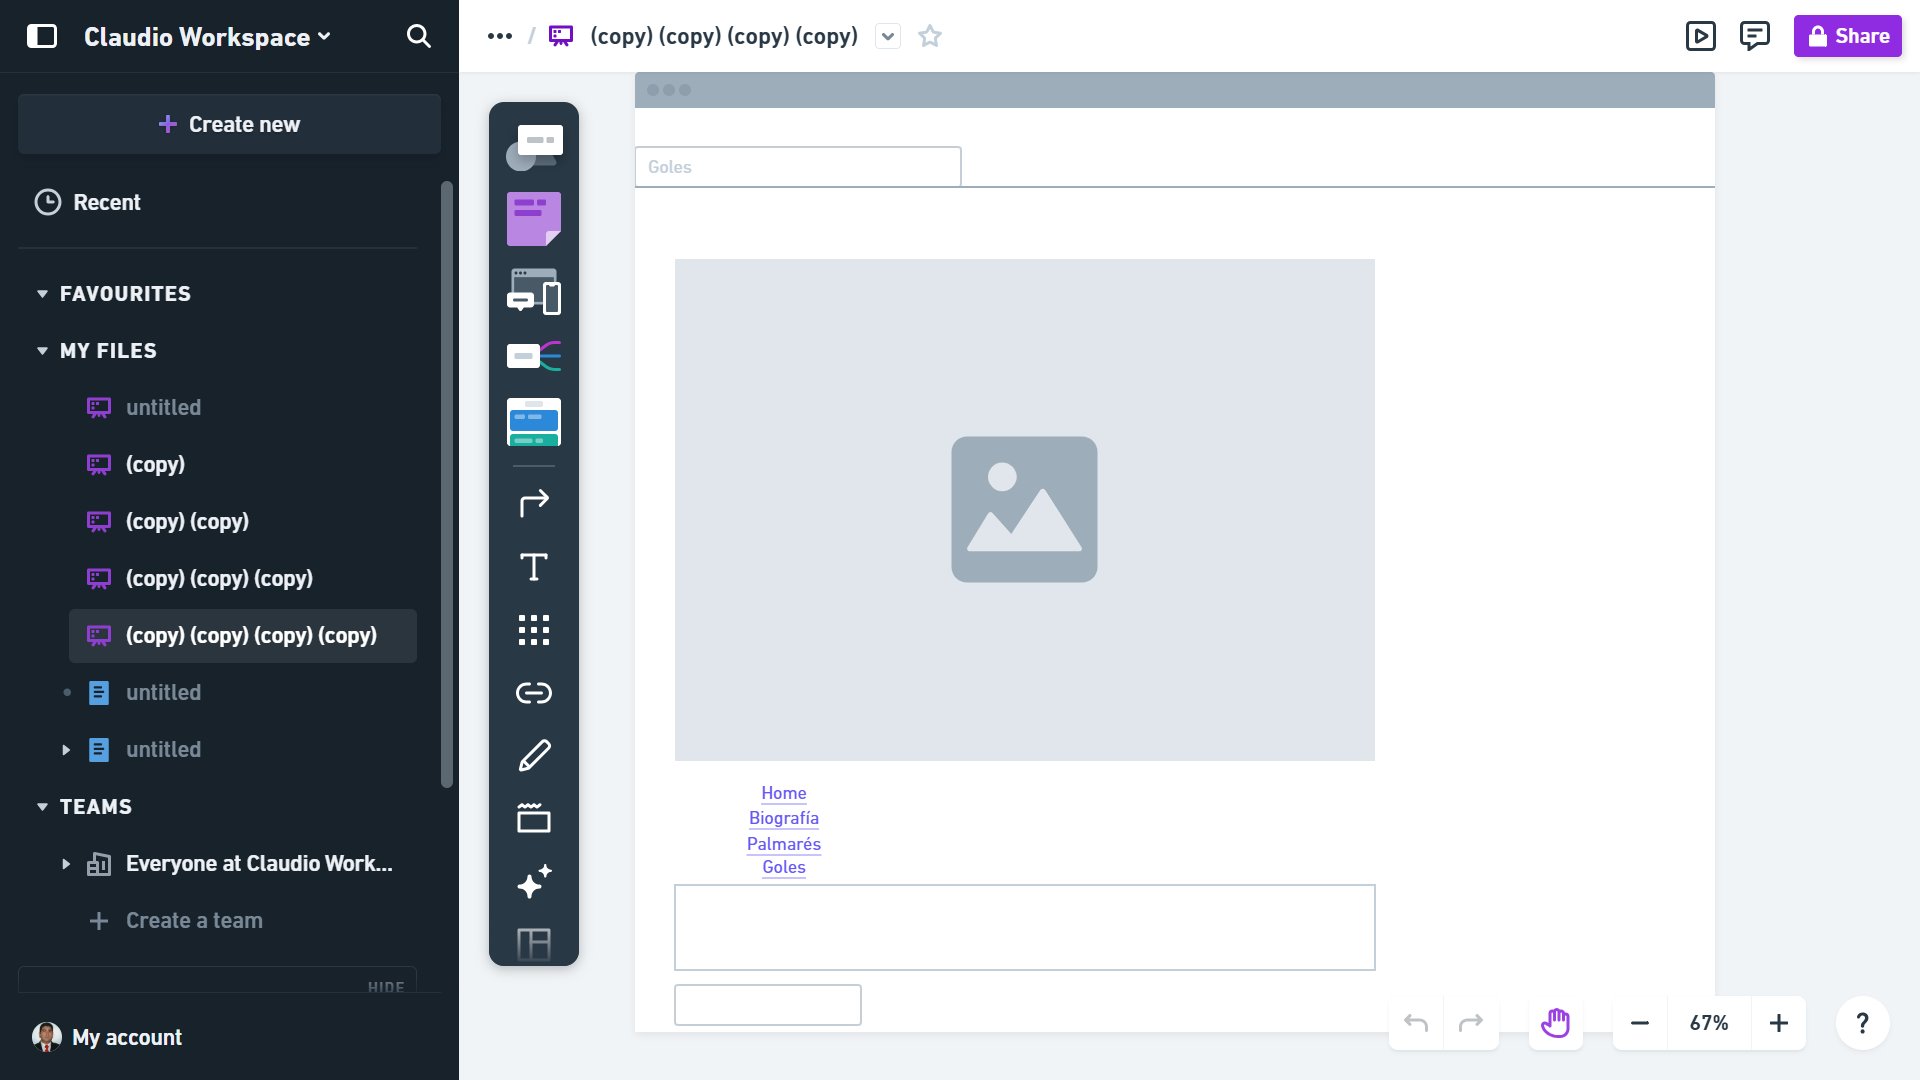 Claudio Workspace
Create new
Recent
FAVOURITES
MY FILES
untitled
(copy)
(copy) (copy)
(copy) (copy) (copy)
(copy) (copy) (copy) (copy)
untitled
untitled
TEAMS
Everyone at Claudio Work...
Create a team
HIDE
My account
/ (copy) (copy) (copy) (copy)
Share
Goles
Home
Biografía
Palmarés
Goles
67%
?